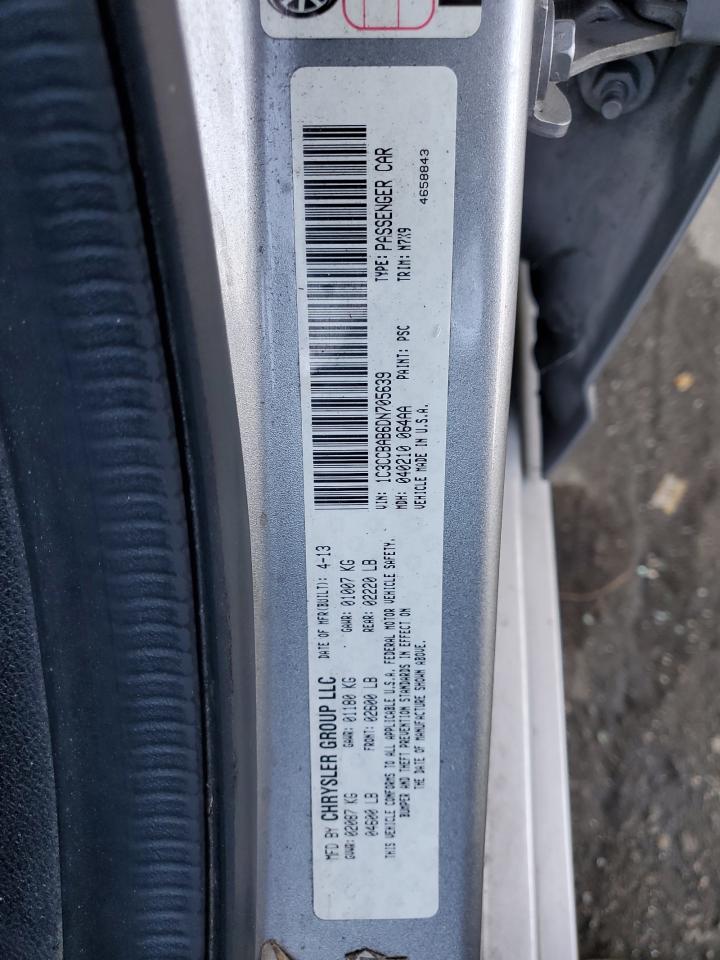 MFD BY CHRYSLER GROUP LLC DATE OF MFR(BUILT): 4-13
GVWR: 02087 KG GAWR: 01180 KG GAWR: 01007 KG
04600 LB FRONT: 02600 LB REAR: 02220 LB
THIS VEHICLE CONFORMS TO ALL APPLICABLE U.S.A. FEDERAL MOTOR VEHICLE SAFETY,
BUMPER AND THEFT PREVENTION STANDARDS IN EFFECT ON
THE DATE OF MANUFACTURE SHOWN ABOVE.
VIN: 1C3CCBAB6DN705639 TYPE: PASSENGER CAR
MDH: 040210 064AA PAINT: PSC TRIM: N7X9
VEHICLE MADE IN U.S.A. 4658843